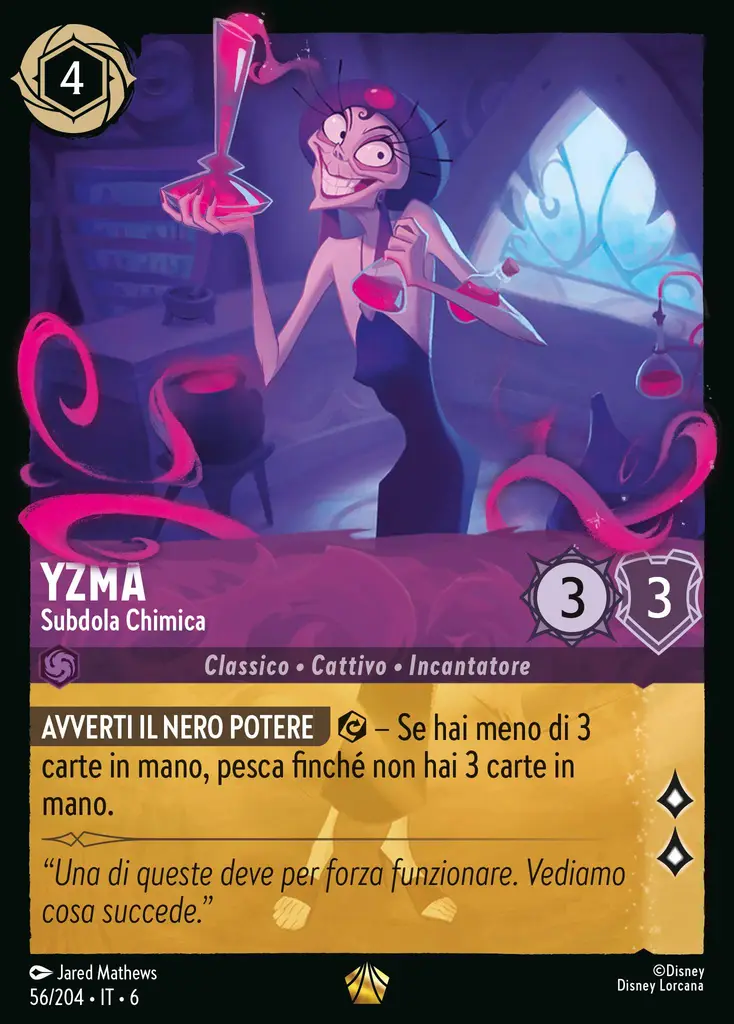 4
YZMA
Subdola Chimica
3
3
Classico • Cattivo • Incantatore
AVVERTI IL NERO POTERE – Se hai meno di 3
carte in mano, pesca finché non hai 3 carte in
mano.
“Una di queste deve per forza funzionare. Vediamo
cosa succede.”
Jared Mathews
©Disney
56/204 • IT • 6
Disney Lorcana